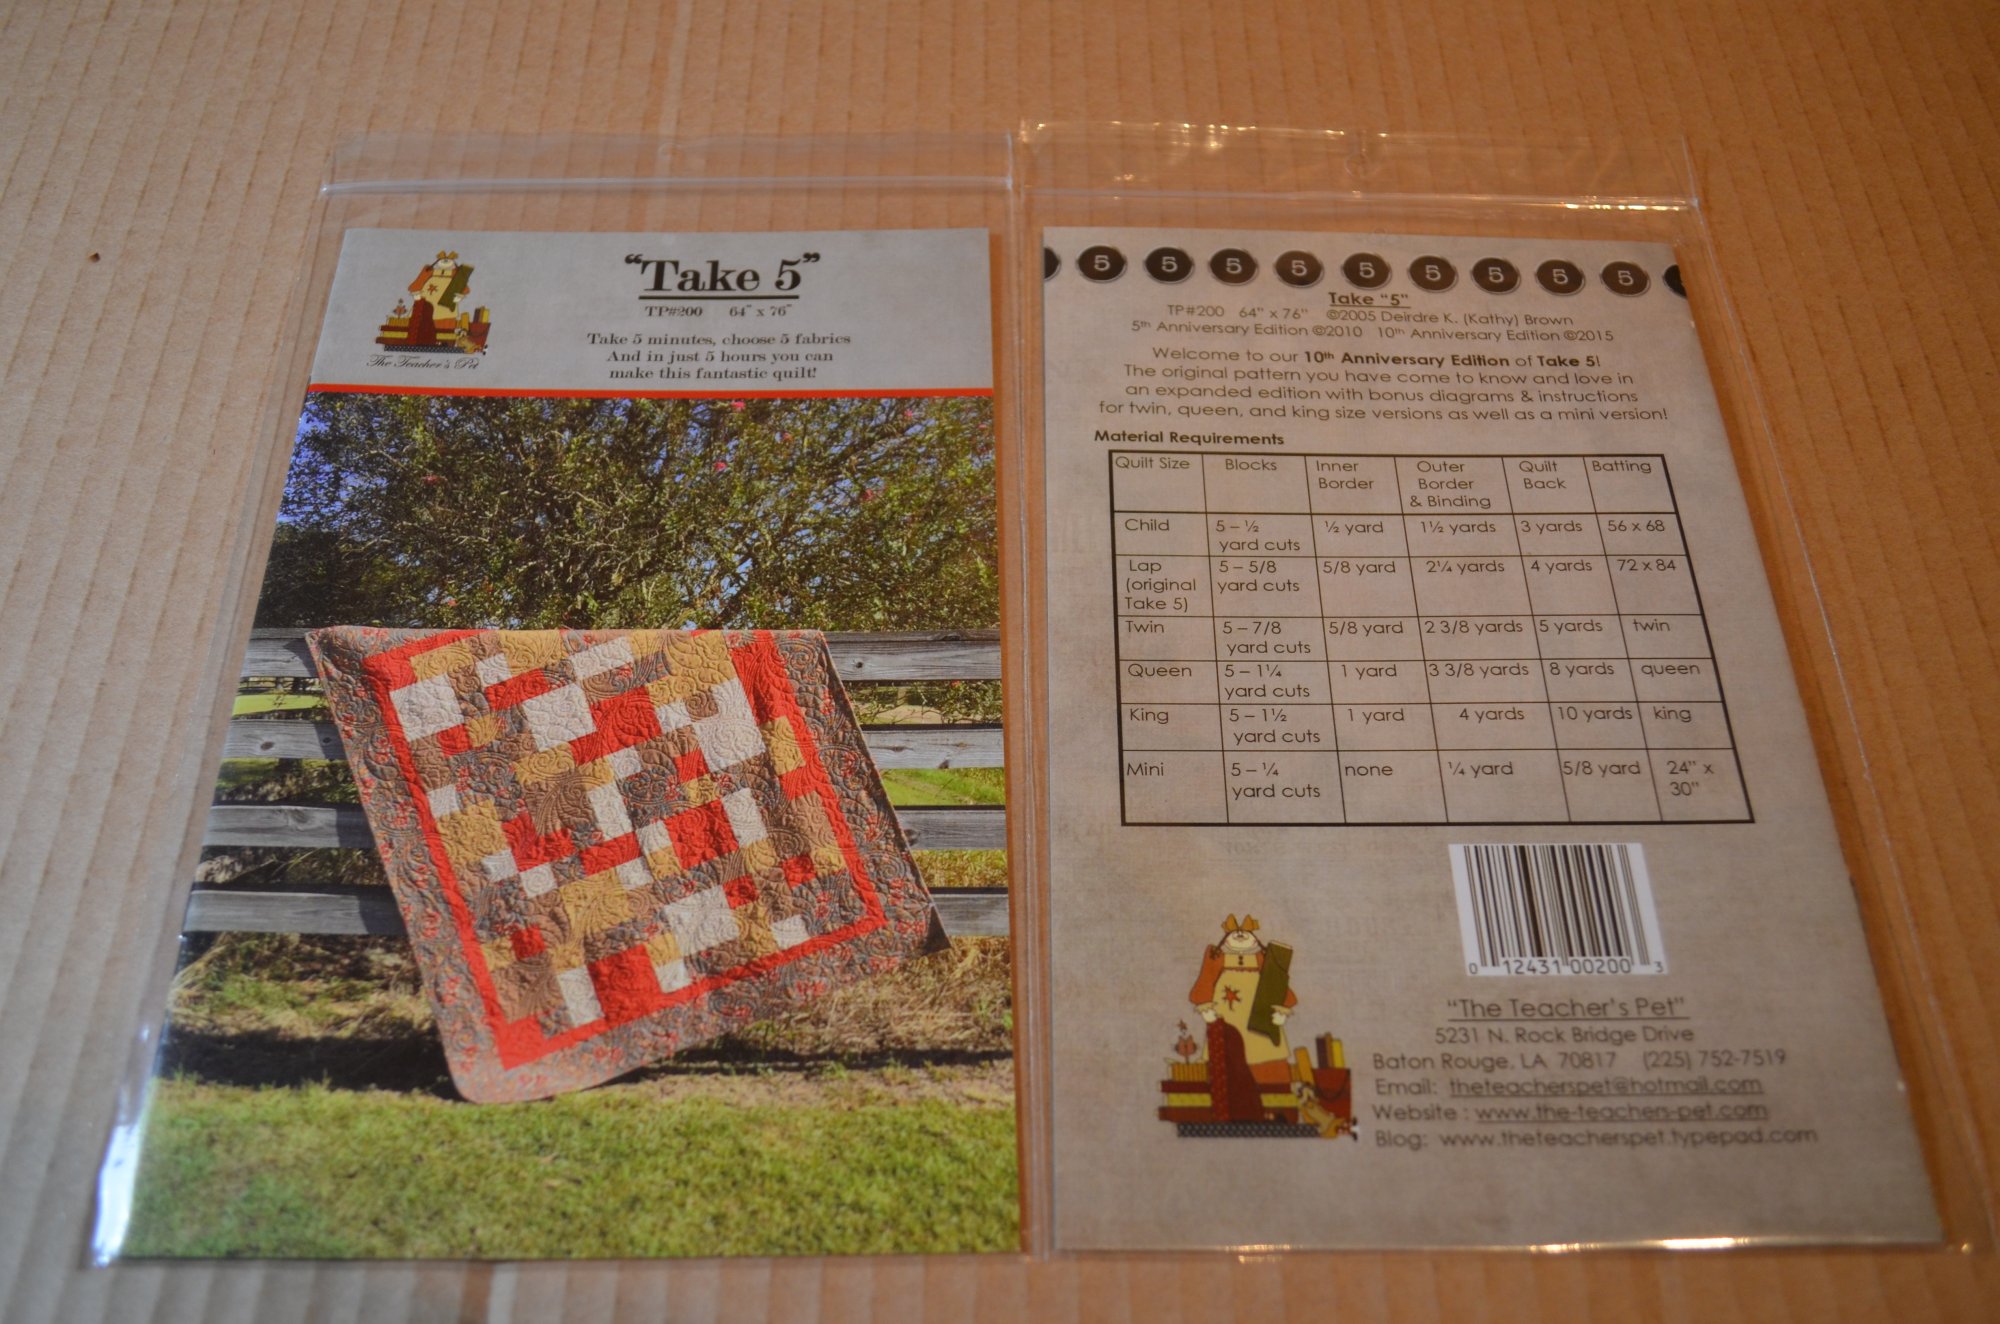 "Take 5"
TP#200 64" x 76"
Take 5 minutes, choose 5 fabrics
And in just 5 hours you can
make this fantastic quilt!
The Teacher's Pet
5 5 5 5 5 5 5 5 5
Take "5"
TP#200 64" x 76" ©2005 Deirdre K. (Kathy) Brown
5th Anniversary Edition ©2010 10th Anniversary Edition ©2015
Welcome to our 10th Anniversary Edition of Take 5!
The original pattern you have come to know and love in
an expanded edition with bonus diagrams & instructions
for twin, queen, and king size versions as well as a mini version!
Material Requirements
Quilt Size Blocks Inner Border Outer Border & Binding Quilt Back Batting
Child 5 – ½ yard cuts ½ yard 1½ yards 3 yards 56 x 68
Lap (original Take 5) 5 – 5/8 yard cuts 5/8 yard 2¼ yards 4 yards 72 x 84
Twin 5 – 7/8 yard cuts 5/8 yard 2 3/8 yards 5 yards twin
Queen 5 – 1¼ yard cuts 1 yard 3 3/8 yards 8 yards queen
King 5 – 1½ yard cuts 1 yard 4 yards 10 yards king
Mini 5 – ¼ yard cuts none ¼ yard 5/8 yard 24" x 30"
0 12431 00200 3
"The Teacher's Pet"
5231 N. Rock Bridge Drive
Baton Rouge, LA 70817 (225) 752-7519
Email: theteacherspet@hotmail.com
Website : www.the-teachers-pet.com
Blog: www.theteacherspet.typepad.com